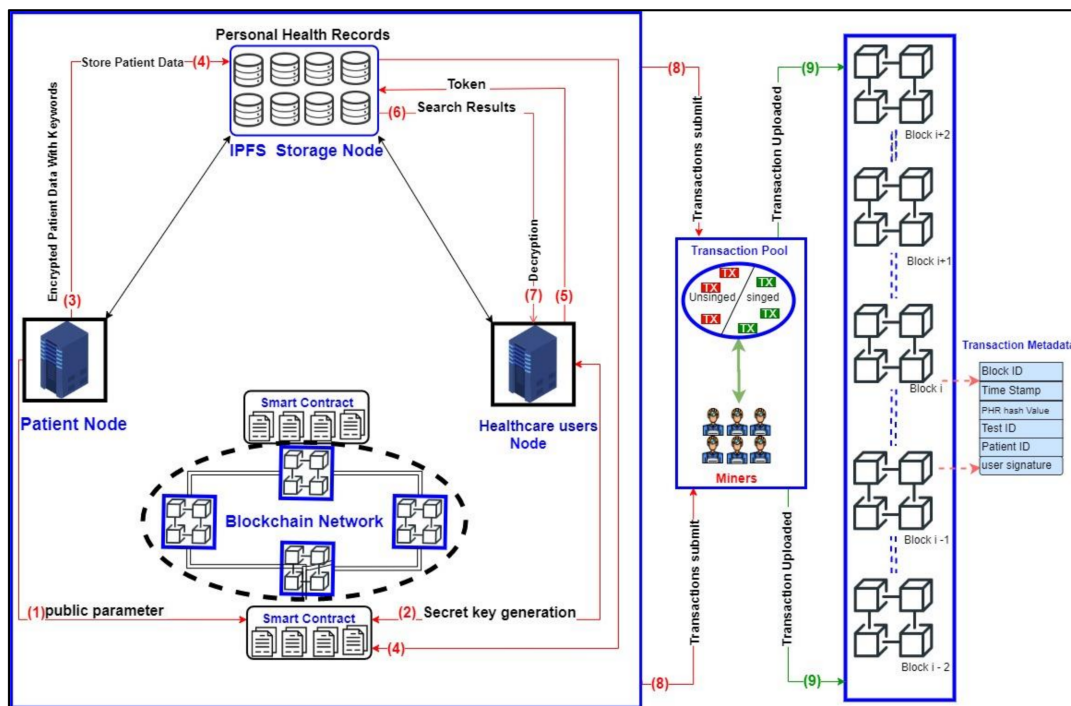 Personal Health Records
Store Patient Data
(4)
Token
(6)
Search Results
IPFS Storage Node
Encrypted Patient Data With Keywords
(3)
Decryption
(7)
(5)
Patient Node
Healthcare users
Node
Smart Contract
Blockchain Network
(1)
public parameter
(2)
Secret key generation
Smart Contract
(4)
(8)
Transactions submit
(9)
Transaction Uploaded
Transaction Pool
TX
TX
TX
TX
Unsinged
singed
TX
TX
TX
Miners
Transactions submit
(8)
Transaction Uploaded
(9)
Block i+2
Block i+1
Block i
Block i -1
Block i - 2
Transaction Metadata
Block ID
Time Stamp
PHR hash Value
Test ID
Patient ID
user signature